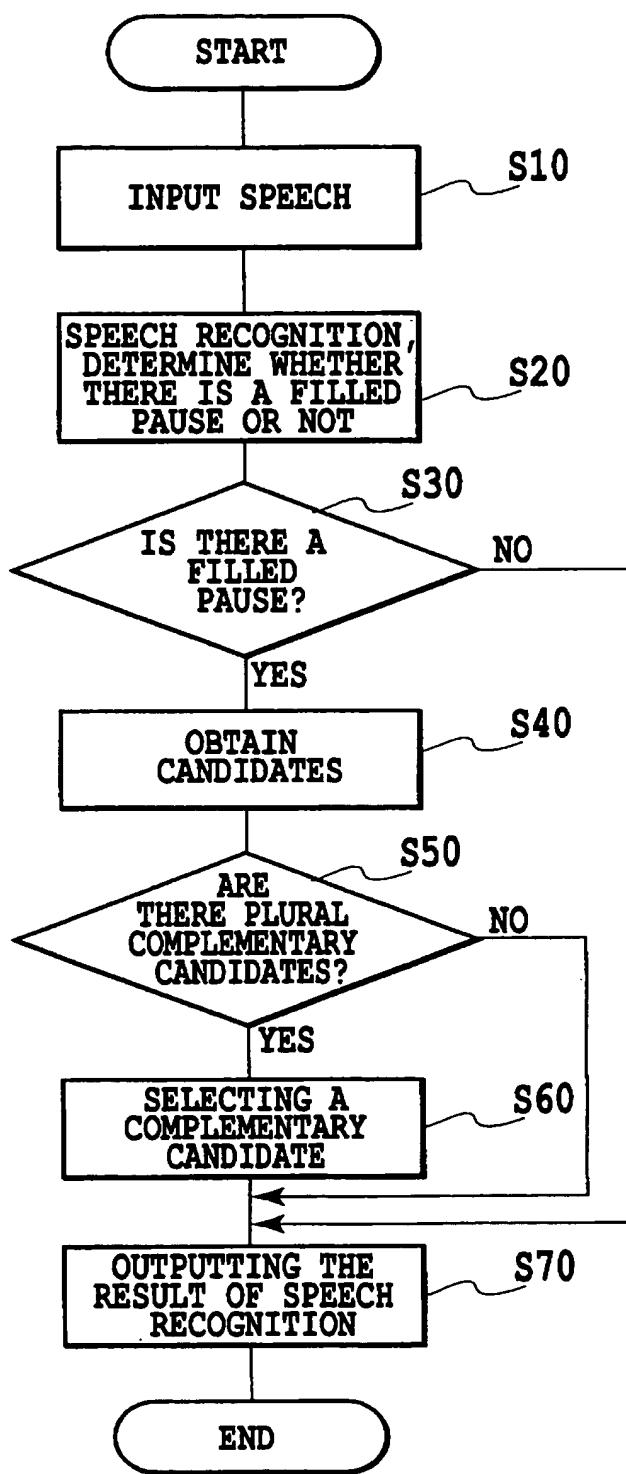 START
INPUT SPEECH
S10
SPEECH RECOGNITION,
DETERMINE WHETHER
THERE IS A FILLED
PAUSE OR NOT
S20
S30
IS THERE A
FILLED
PAUSE?
NO
YES
OBTAIN
CANDIDATES
S40
S50
ARE
THERE PLURAL
COMPLEMENTARY
CANDIDATES?
NO
YES
SELECTING A
COMPLEMENTARY
CANDIDATE
S60
OUTPUTTING THE
RESULT OF SPEECH
RECOGNITION
S70
END